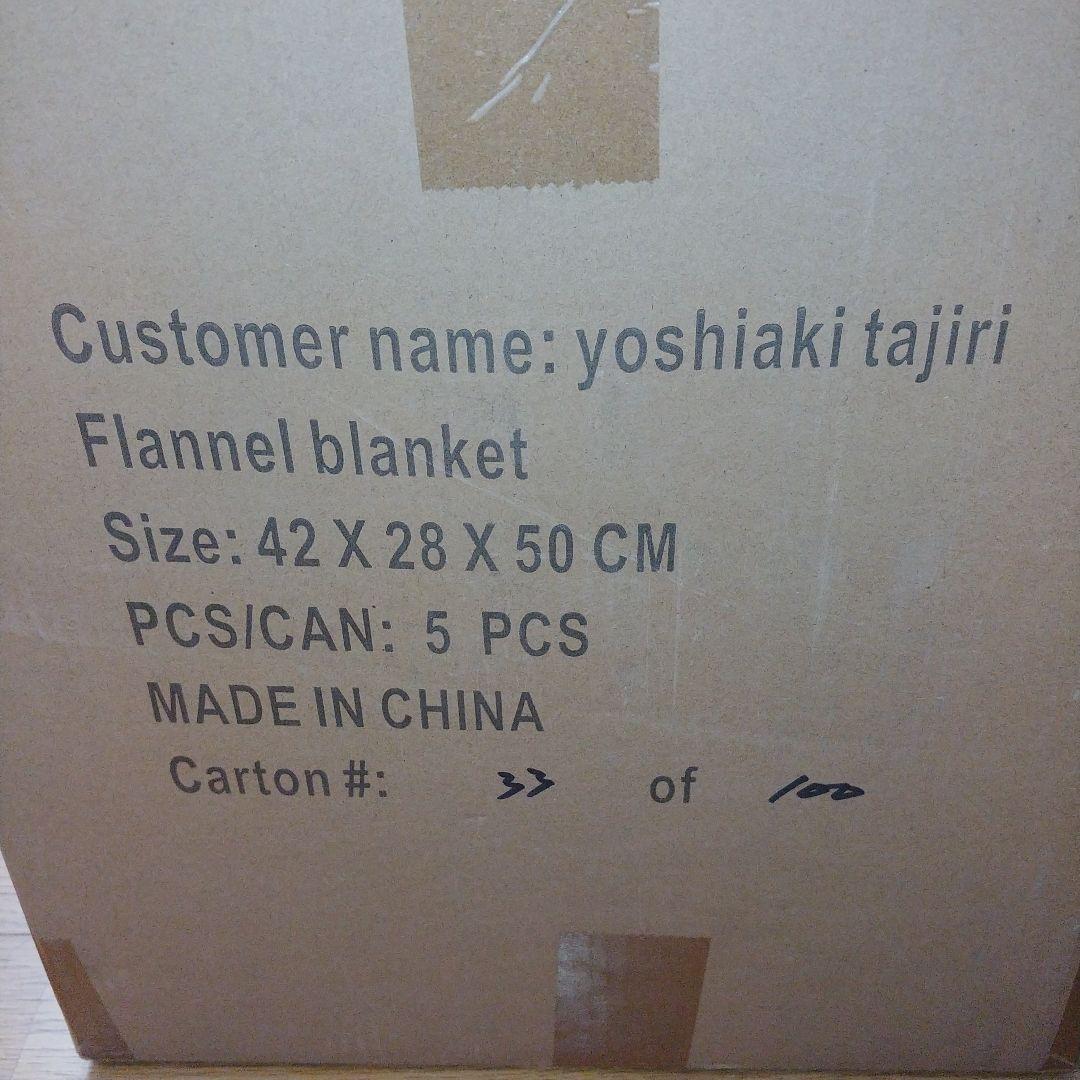 Customer name: yoshiaki tajiri
Flannel blanket
Size: 42 X 28 X 50 CM
PCS/CAN: 5 PCS
MADE IN CHINA
Carton #: 33 of 100